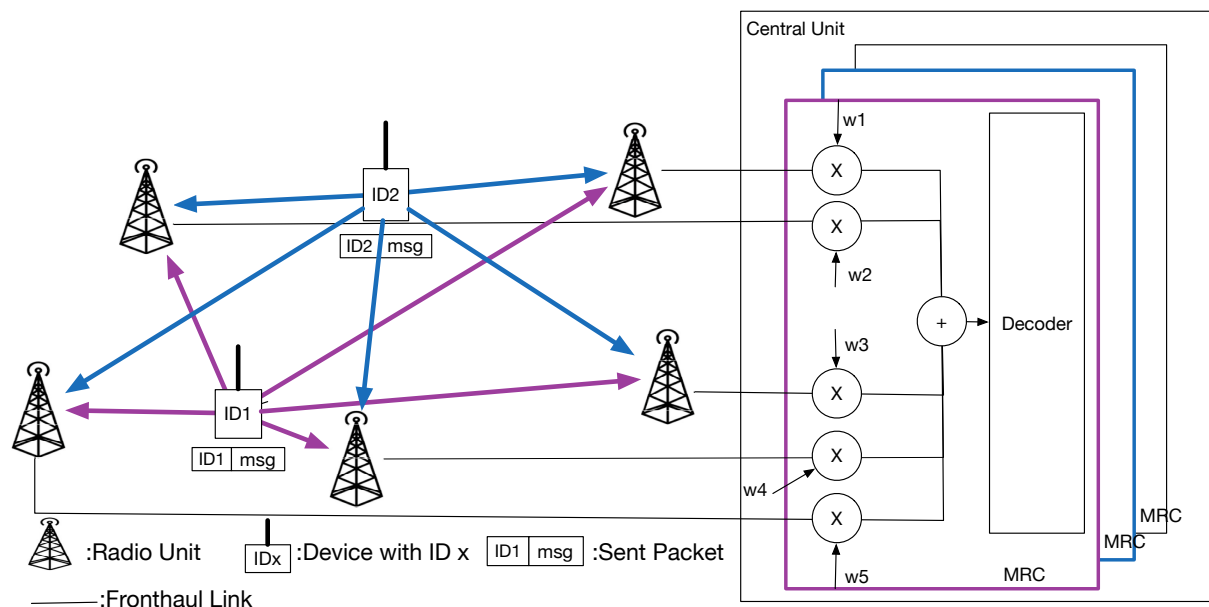 Central Unit
w1
X
ID2
X
ID2 msg
w2
+
Decoder
w3
X
ID1
X
ID1 msg
w4
X
MRC
MRC
MRC
w5
:Radio Unit
IDx
:Device with ID x
ID1 msg
:Sent Packet
:Fronthaul Link